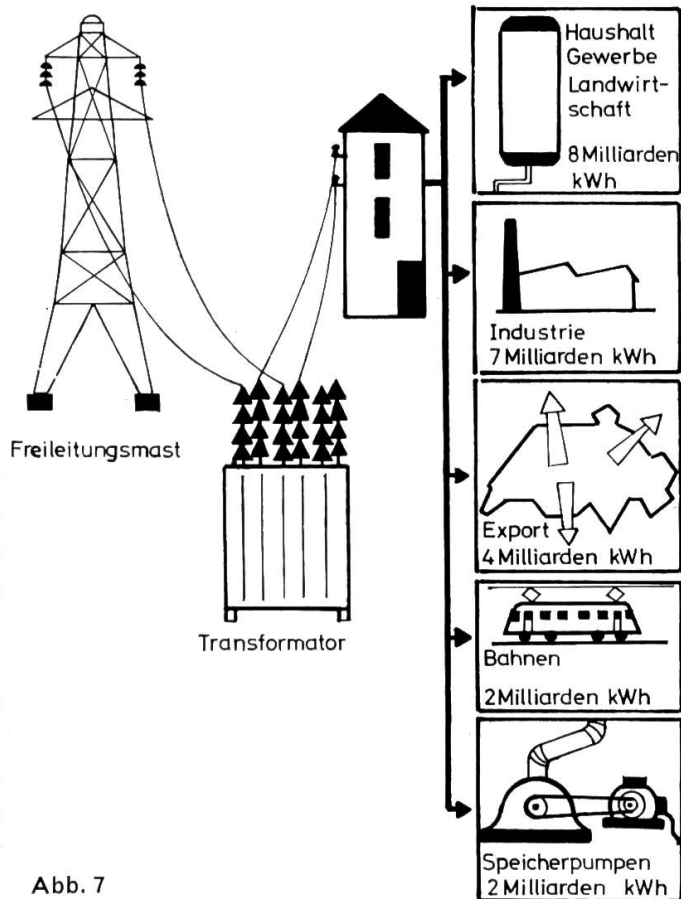 Haushalt
Gewerbe
Landwirt-
schaft
8 Milliarden
kWh
Industrie
7 Milliarden kWh
Freileitungsmast
Export
4 Milliarden kWh
Transformator
Bahnen
2 Milliarden kWh
Speicherpumpen
2 Milliarden kWh
Abb. 7